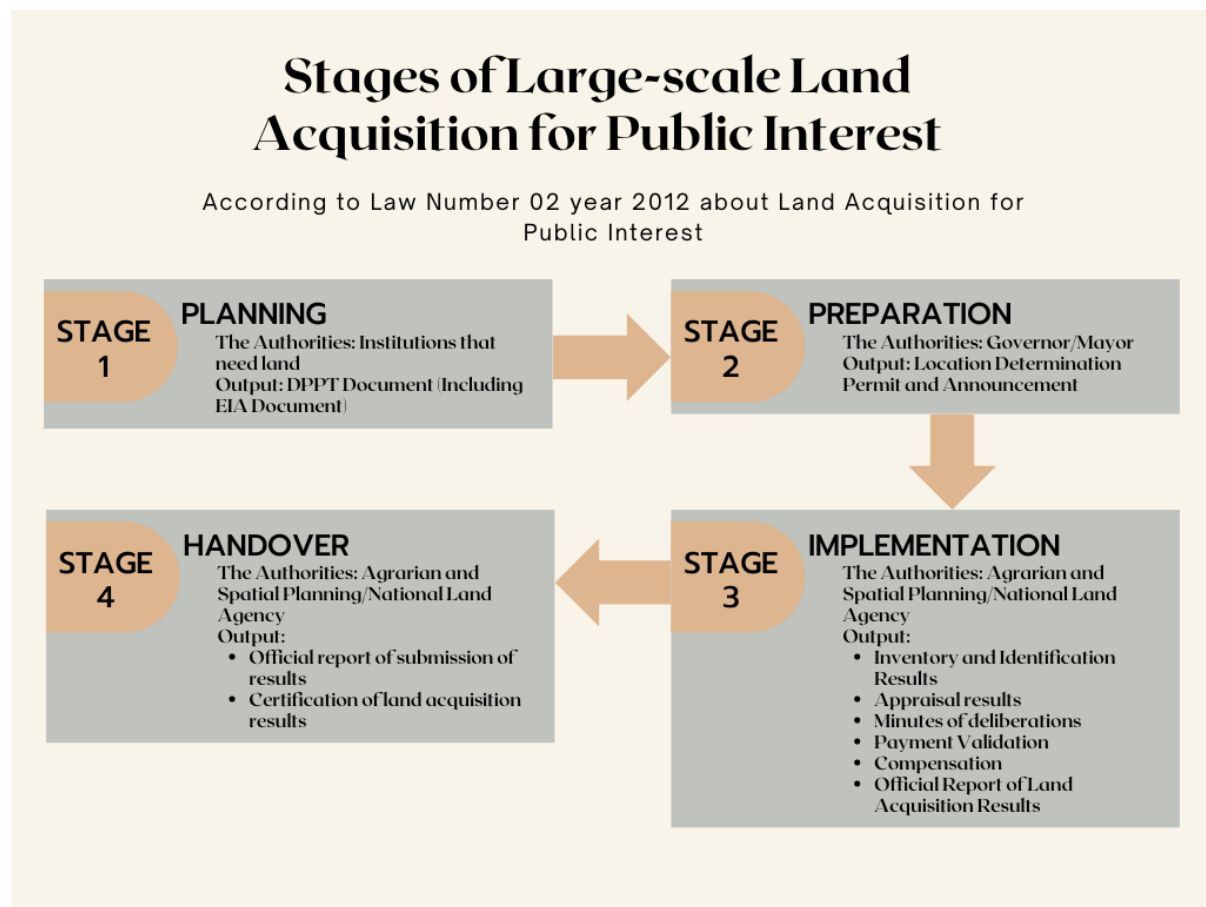 Stages of Large-scale Land
Acquisition for Public Interest
According to Law Number 02 year 2012 about Land Acquisition for
Public Interest
STAGE
1
PLANNING
The Authorities: Institutions that
need land
Output: DPPT Document (Including
EIA Document)
STAGE
2
PREPARATION
The Authorities: Governor/Mayor
Output: Location Determination
Permit and Announcement
STAGE
3
IMPLEMENTATION
The Authorities: Agrarian and
Spatial Planning/National Land
Agency
Output:
• Inventory and Identification
Results
• Appraisal results
• Minutes of deliberations
• Payment Validation
• Compensation
• Official Report of Land
Acquisition Results
STAGE
4
HANDOVER
The Authorities: Agrarian and
Spatial Planning/National Land
Agency
Output:
• Official report of submission of
results
• Certification of land acquisition
results